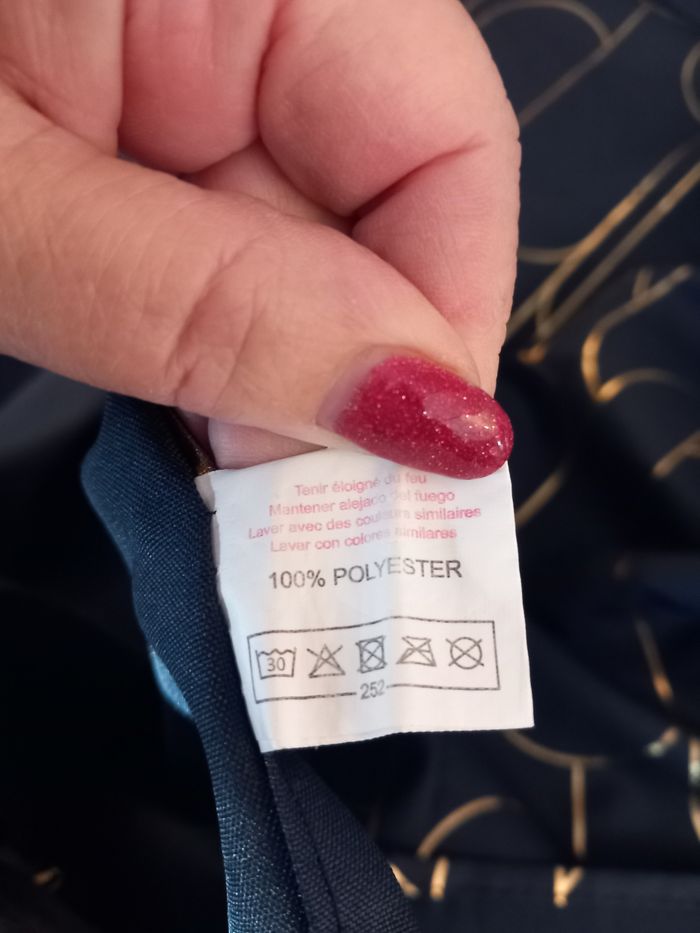 Tenir éloigné du feu
Mantener alejado del fuego
Laver avec des couleurs similaires
Lavar con colores similares
100% POLYESTER
30
252